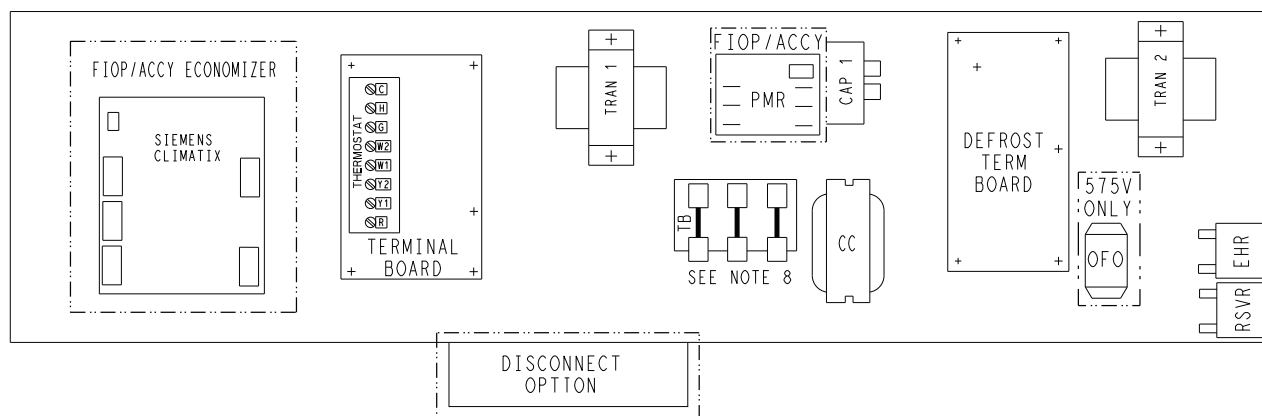 FIOP/ACCY ECONOMIZER
SIEMENS
CLIMATIX
THERMOSTAT
C
H
G
W2
W1
Y2
Y1
R
TERMINAL
BOARD
TRAN 1
FIOP/ACCY
PMR
CAP 1
TB
SEE NOTE 8
CC
DEFROST
TERM
BOARD
TRAN 2
575V
ONLY
OFO
EHR
RSVR
DISCONNECT
OPTION